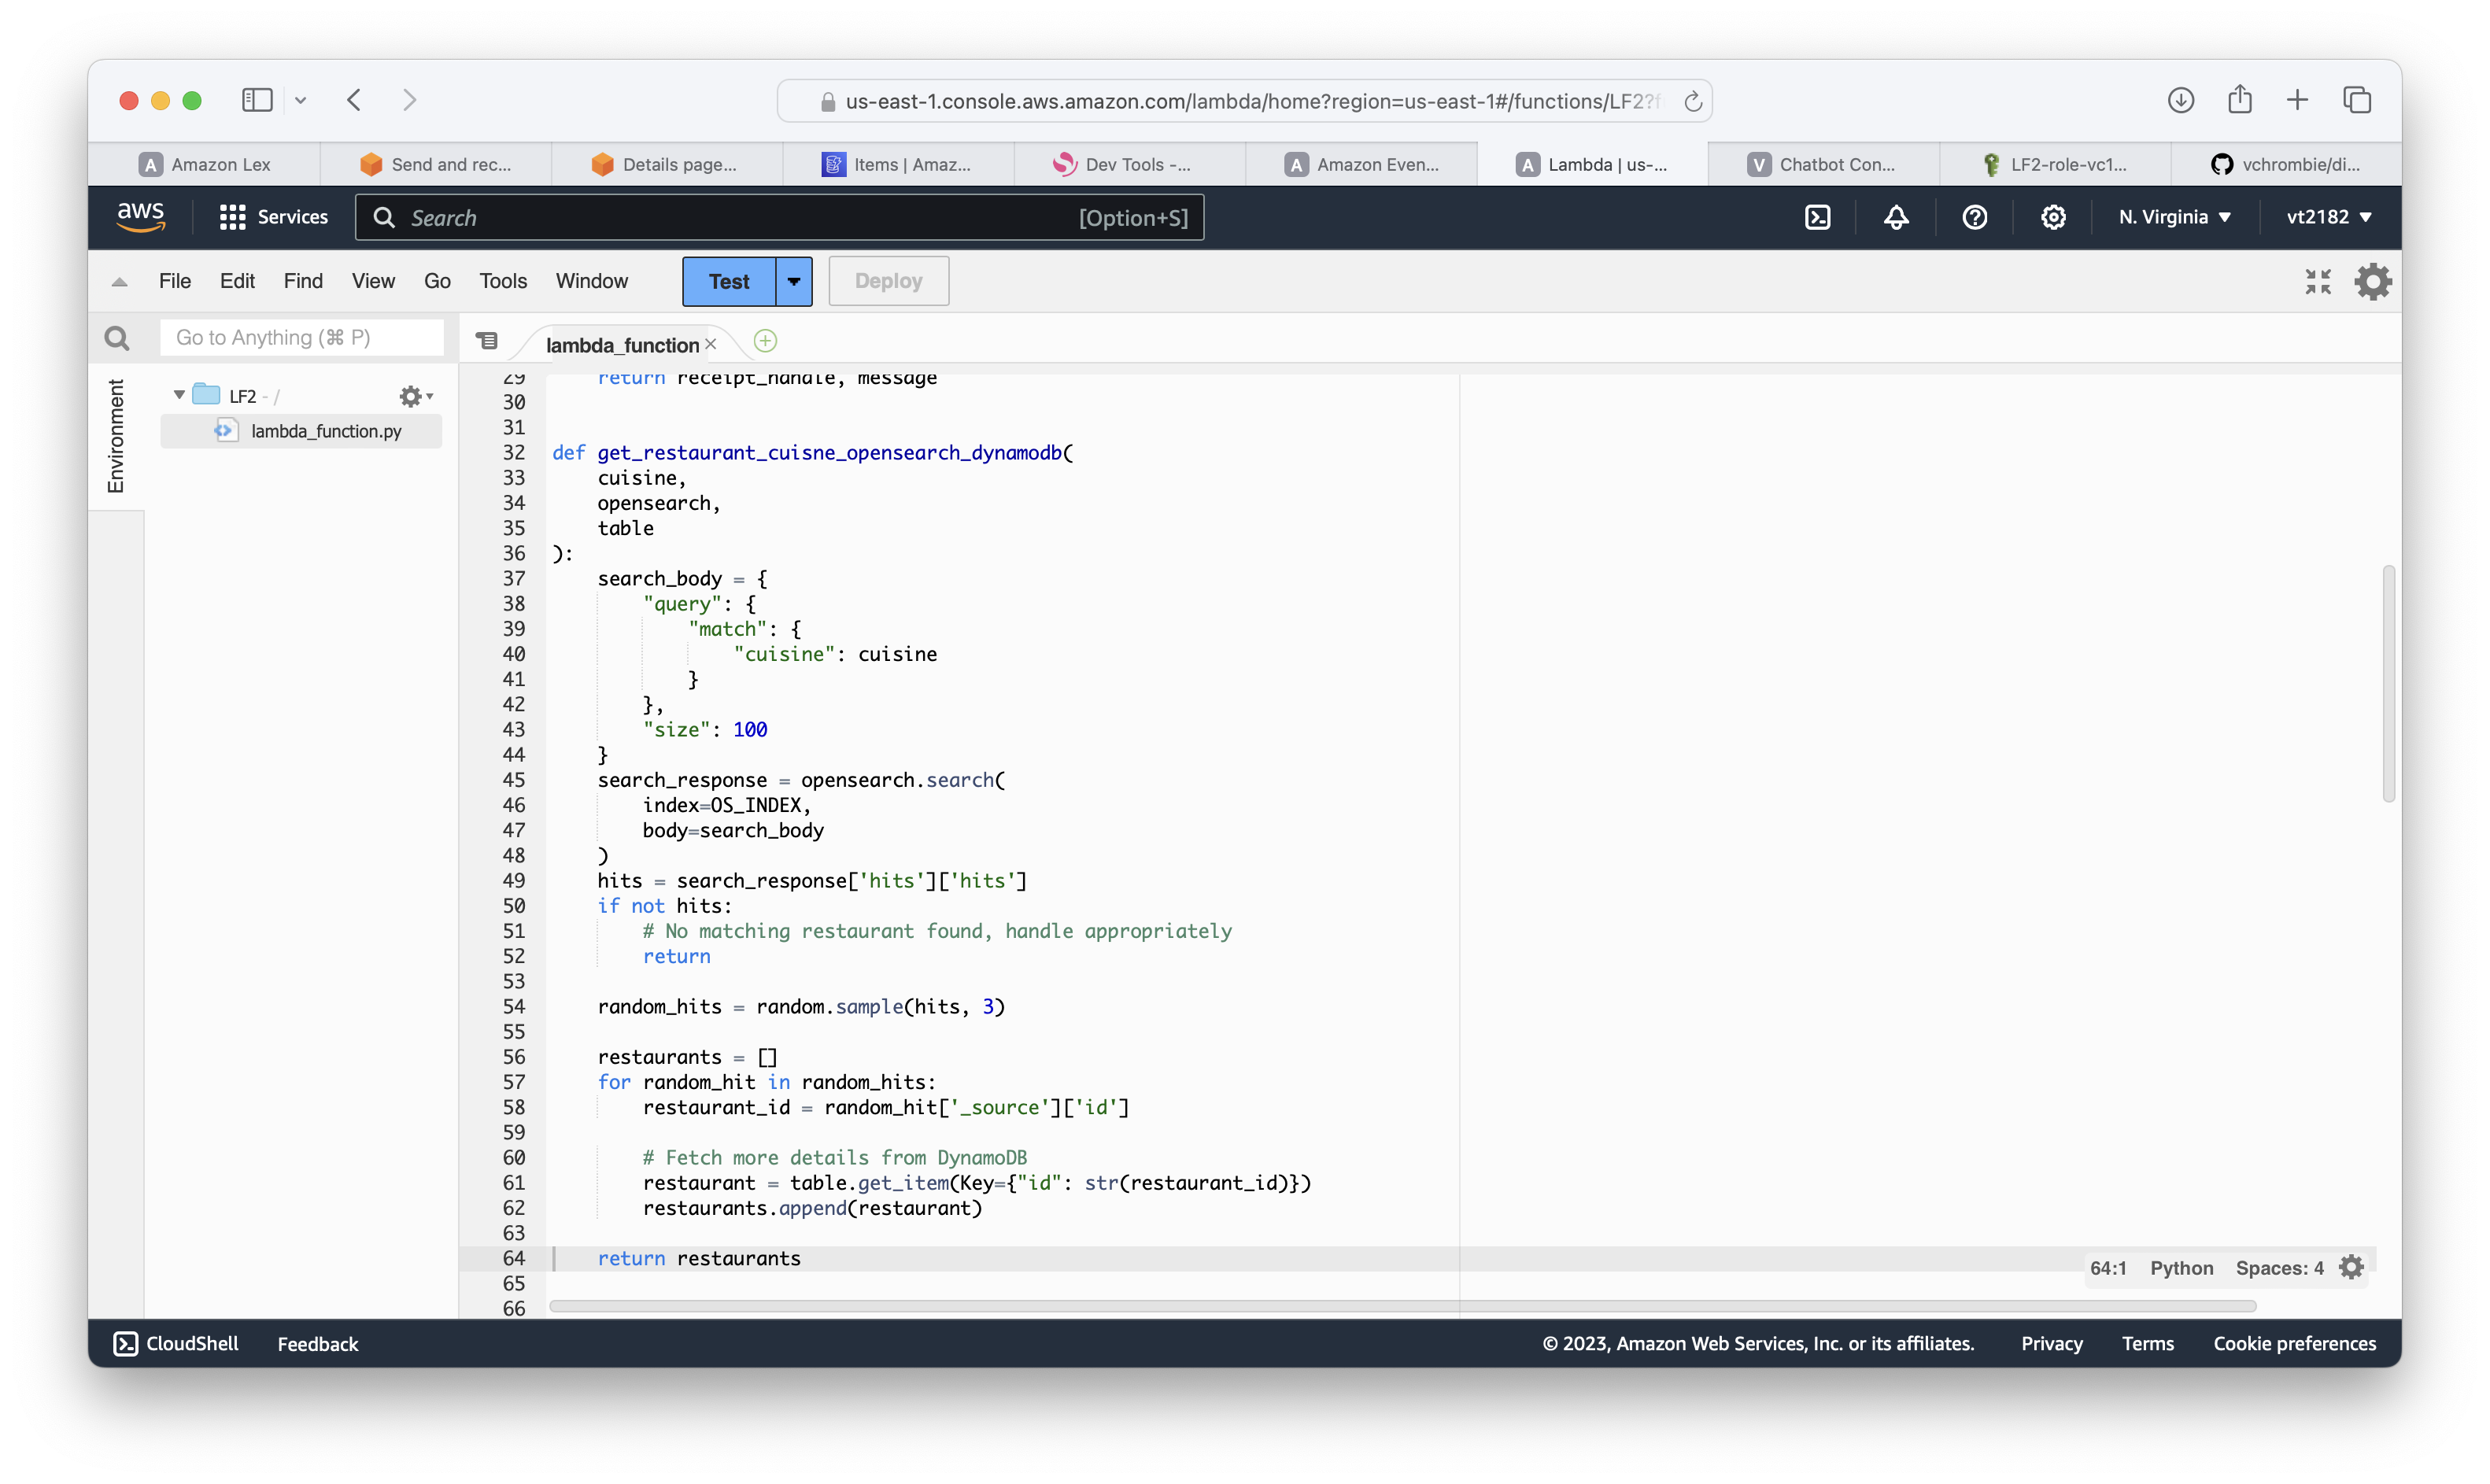 us-east-1.console.aws.amazon.com/lambda/home?region=us-east-1#/functions/LF2?f
A Amazon Lex
Send and rec...
Details page...
Items | Amaz...
Dev Tools -...
A Amazon Even...
A Lambda | us-...
V Chatbot Con...
LF2-role-vc1...
vchrombie/di...
aws Services Search [Option+S] N. Virginia vt2182
File Edit Find View Go Tools Window Test Deploy
Go to Anything (⌘ P)
lambda_function
Environment
LF2 - /
lambda_function.py
29     return receipt_handle, message
30
31
32 def get_restaurant_cuisne_opensearch_dynamodb(
33     cuisine,
34     opensearch,
35     table
36 ):
37     search_body = {
38         "query": {
39             "match": {
40                 "cuisine": cuisine
41             }
42         },
43         "size": 100
44     }
45     search_response = opensearch.search(
46         index=OS_INDEX,
47         body=search_body
48     )
49     hits = search_response['hits']['hits']
50     if not hits:
51         # No matching restaurant found, handle appropriately
52         return
53
54     random_hits = random.sample(hits, 3)
55
56     restaurants = []
57     for random_hit in random_hits:
58         restaurant_id = random_hit['_source']['id']
59
60         # Fetch more details from DynamoDB
61         restaurant = table.get_item(Key={"id": str(restaurant_id)})
62         restaurants.append(restaurant)
63
64     return restaurants
65
66
64:1 Python Spaces: 4
CloudShell Feedback © 2023, Amazon Web Services, Inc. or its affiliates. Privacy Terms Cookie preferences